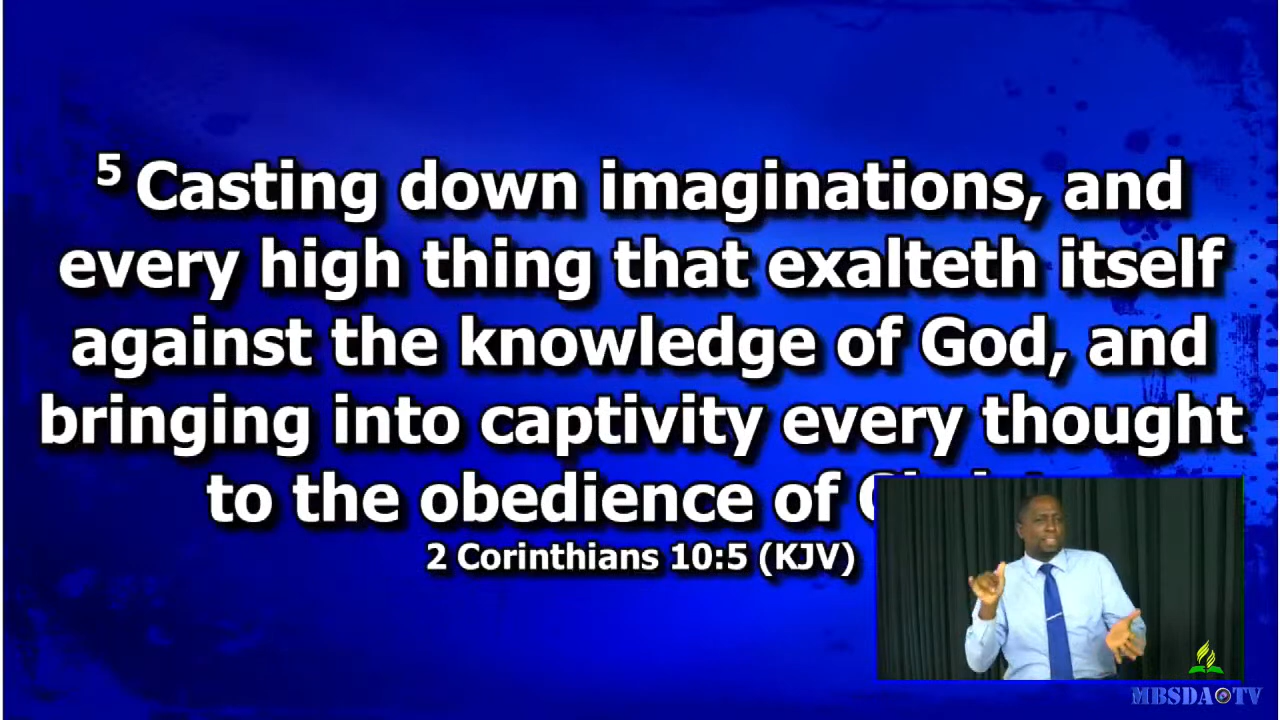 5 Casting down imaginations, and
every high thing that exalteth itself
against the knowledge of God, and
bringing into captivity every thought
to the obedience of
2 Corinthians 10:5 (KJV)
MBSDA TV